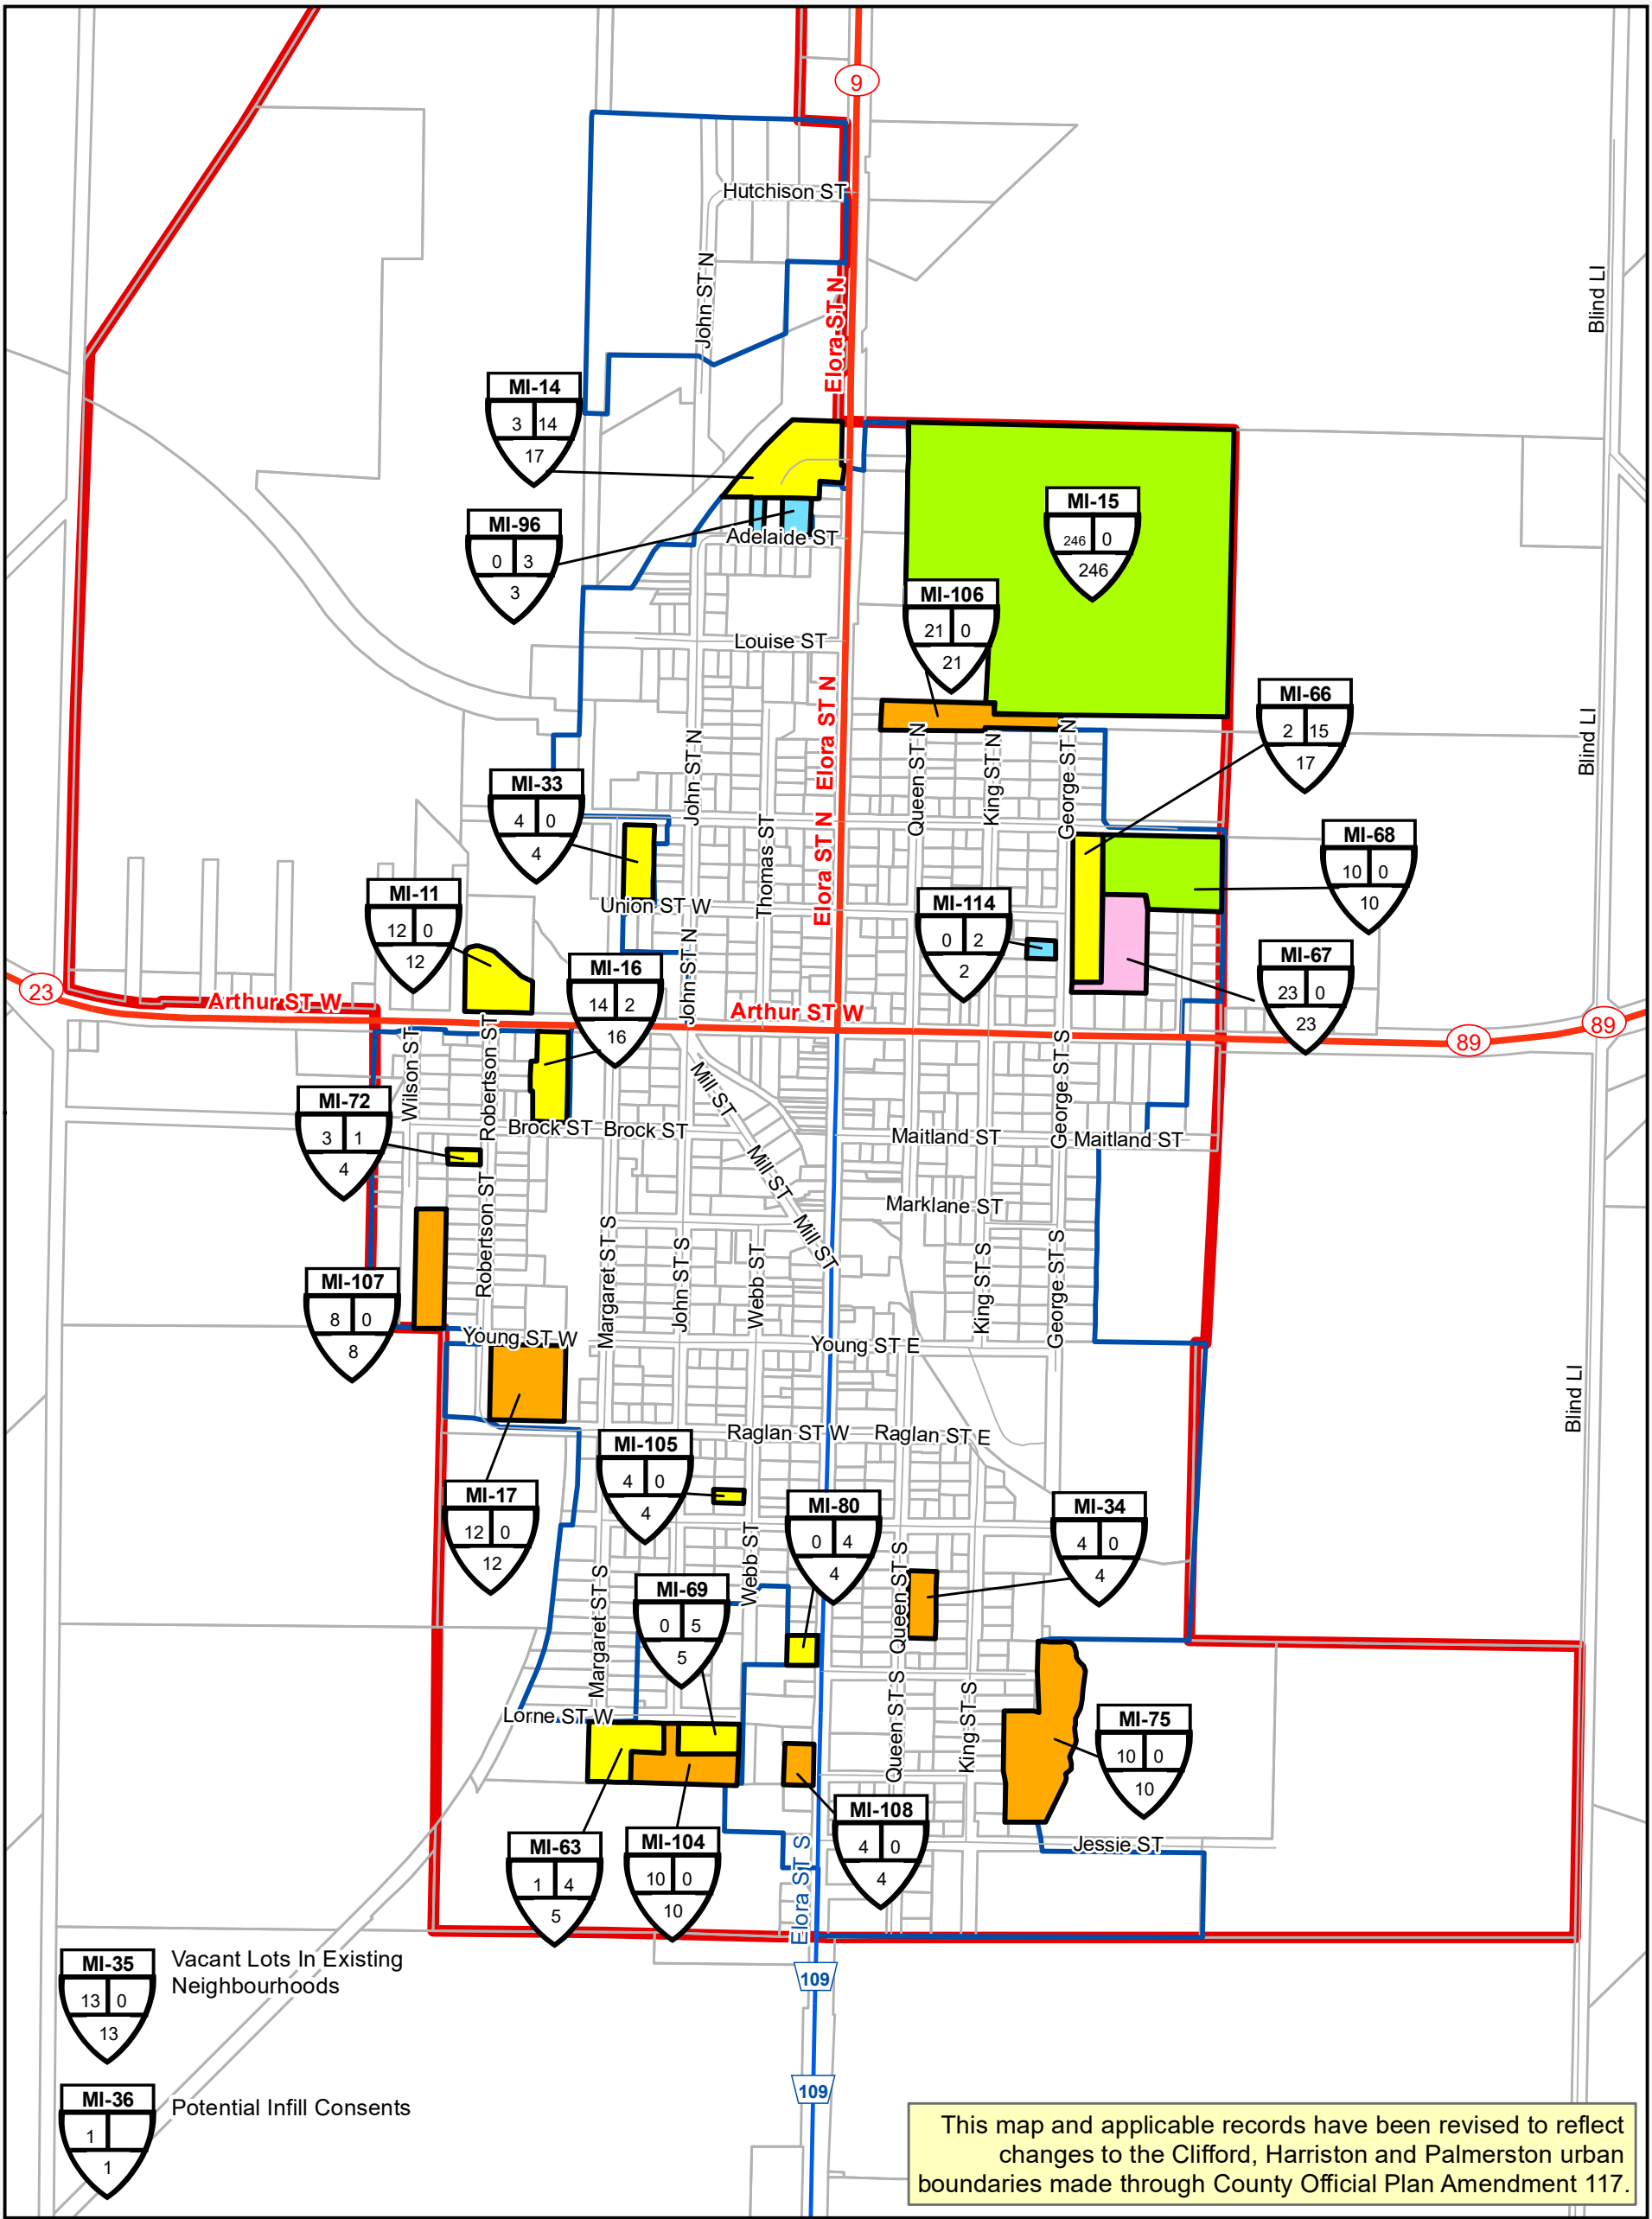 9
Hutchison ST
John ST N
Elora ST N
Blind LI
MI-14
3 14
17
MI-96
0 3
3
Adelaide ST
MI-15
246 0
246
MI-106
21 0
21
Louise ST
MI-66
2 15
17
Elora ST N
John ST N
Queen ST N
King ST N
George ST N
Blind LI
MI-33
4 0
4
Thomas ST
Elora ST N
MI-68
10 0
10
MI-11
12 0
12
Union ST W
MI-114
0 2
2
MI-16
14 2
16
John ST N
MI-67
23 0
23
23
Arthur ST W
Arthur ST W
89
89
Wilson ST
Robertson ST
Mill ST
George ST S
MI-72
3 1
4
Brock ST
Brock ST
Maitland ST
Maitland ST
Mill ST
Robertson ST
Marklane ST
Mill ST
Margaret ST S
John ST S
Webb ST
King ST S
George ST S
MI-107
8 0
8
Young ST W
Young ST E
Blind LI
Raglan ST W
Raglan ST E
MI-105
4 0
4
MI-17
12 0
12
MI-80
0 4
4
MI-34
4 0
4
Webb ST
Queen ST S
Margaret ST S
MI-69
0 5
5
Queen ST S
King ST S
Lorne ST W
MI-75
10 0
10
MI-108
4 0
4
MI-63
1 4
5
MI-104
10 0
10
Jessie ST
Elora ST S
MI-35
13 0
13
Vacant Lots In Existing
Neighbourhoods
109
109
MI-36
1
1
Potential Infill Consents
This map and applicable records have been revised to reflect
changes to the Clifford, Harriston and Palmerston urban
boundaries made through County Official Plan Amendment 117.